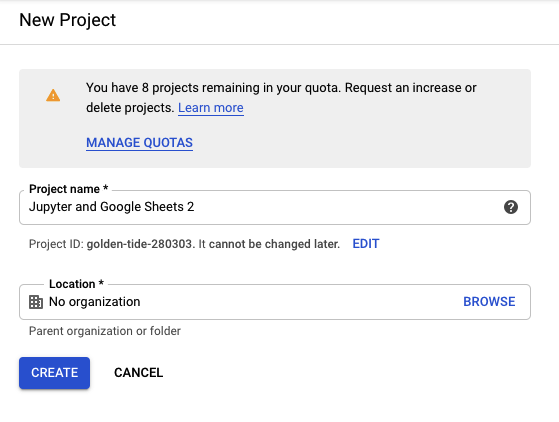 New Project
You have 8 projects remaining in your quota. Request an increase or
delete projects. Learn more
MANAGE QUOTAS
Project name *
Jupyter and Google Sheets 2
Project ID: golden-tide-280303. It cannot be changed later. EDIT
Location *
No organization BROWSE
Parent organization or folder
CREATE CANCEL